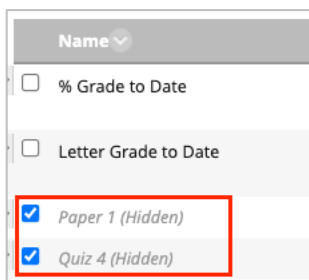 Name
% Grade to Date
Letter Grade to Date
Paper 1 (Hidden)
Quiz 4 (Hidden)